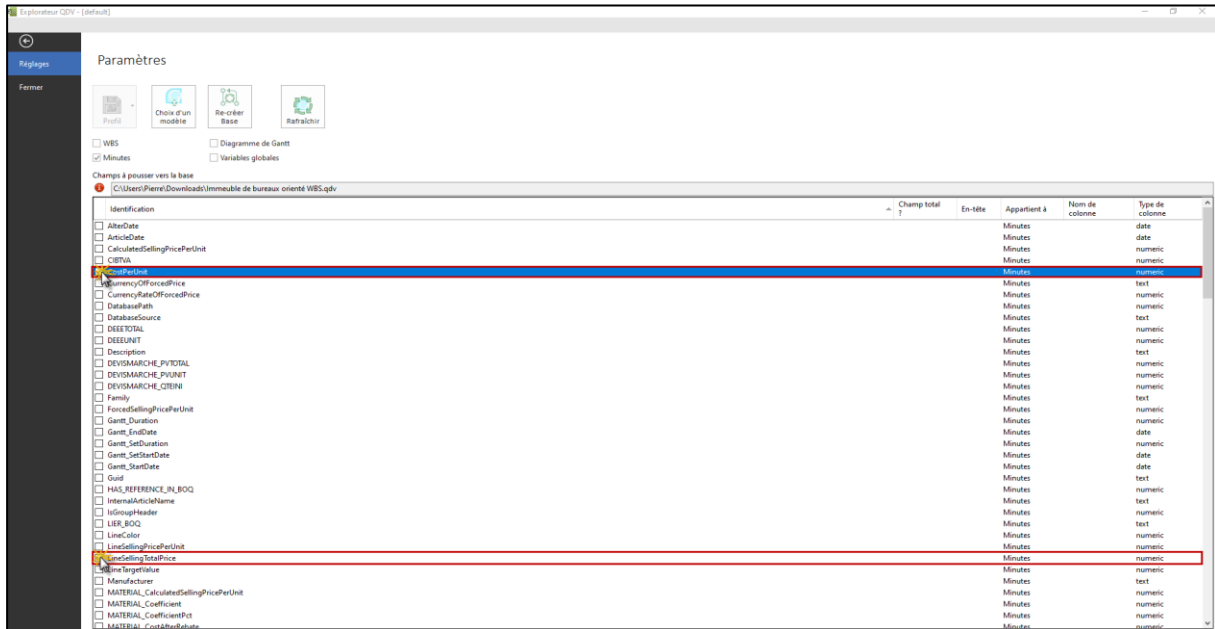 Explorateur QDV - [default]
Réglages
Fermer
Paramètres
Profil
Choix d'un modèle
Re-créer Base
Rafraîchir
WBS
Diagramme de Gantt
Minutes
Variables globales
Champs à pousser vers la base
C:\Users\Pierre\Downloads\Immeuble de bureaux orienté WBS.qdv
Identification Champ total ? En-tête Appartient à Nom de colonne Type de colonne
AlterDate Minutes date
ArticleDate Minutes date
CalculatedSellingPricePerUnit Minutes numeric
CIBTVA Minutes numeric
CostPerUnit Minutes numeric
CurrencyOfForcedPrice Minutes text
CurrencyRateOfForcedPrice Minutes numeric
DatabasePath Minutes numeric
DatabaseSource Minutes text
DEEETOTAL Minutes numeric
DEEEUNIT Minutes numeric
Description Minutes text
DEVISMARCHE_PVTOTAL Minutes numeric
DEVISMARCHE_PVUNIT Minutes numeric
DEVISMARCHE_QTEINI Minutes numeric
Family Minutes text
ForcedSellingPricePerUnit Minutes numeric
Gantt_Duration Minutes numeric
Gantt_EndDate Minutes date
Gantt_SetDuration Minutes numeric
Gantt_SetStartDate Minutes date
Gantt_StartDate Minutes date
Guid Minutes text
HAS_REFERENCE_IN_BOQ Minutes numeric
InternalArticleName Minutes text
IsGroupHeader Minutes numeric
LIER_BOQ Minutes text
LineColor Minutes numeric
LineSellingPricePerUnit Minutes numeric
LineSellingTotalPrice Minutes numeric
LineTargetValue Minutes numeric
Manufacturer Minutes text
MATERIAL_CalculatedSellingPricePerUnit Minutes numeric
MATERIAL_Coefficient Minutes numeric
MATERIAL_CoefficientPct Minutes numeric
MATERIAL_CostAfterRebate Minutes numeric